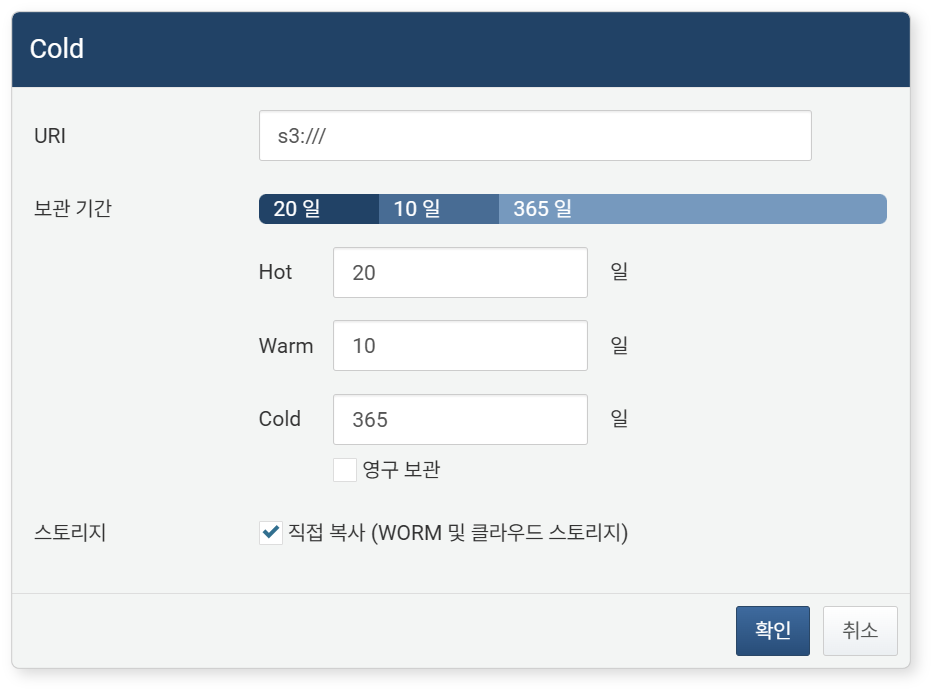 Cold
URI s3:///
보관 기간 20 일 10 일 365 일
Hot 20 일
Warm 10 일
Cold 365 일
영구 보관
스토리지 직접 복사 (WORM 및 클라우드 스토리지)
확인 취소